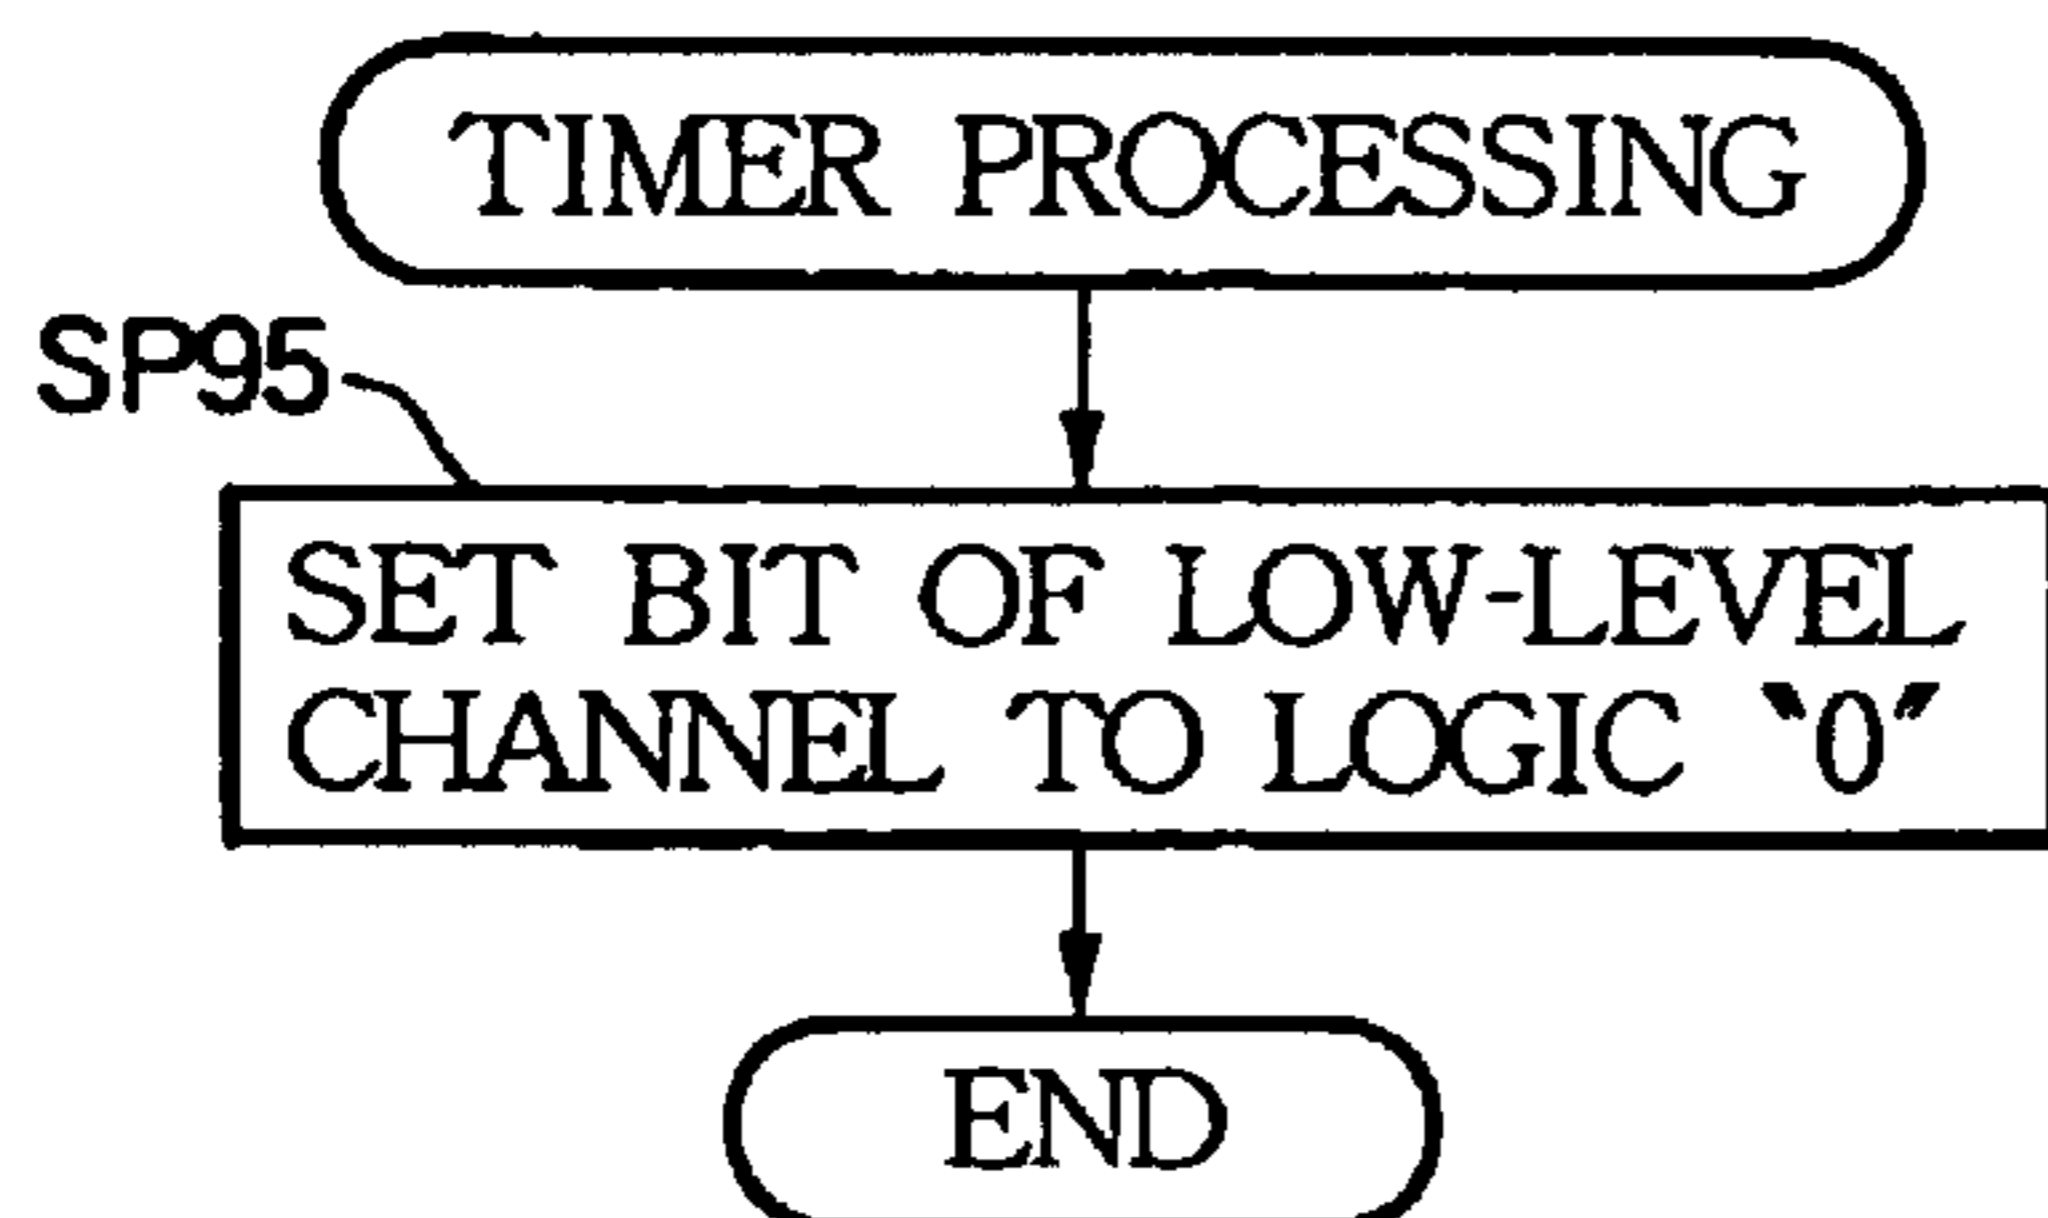 TIMER PROCESSING
SP95
SET BIT OF LOW-LEVEL
CHANNEL TO LOGIC "0"
END